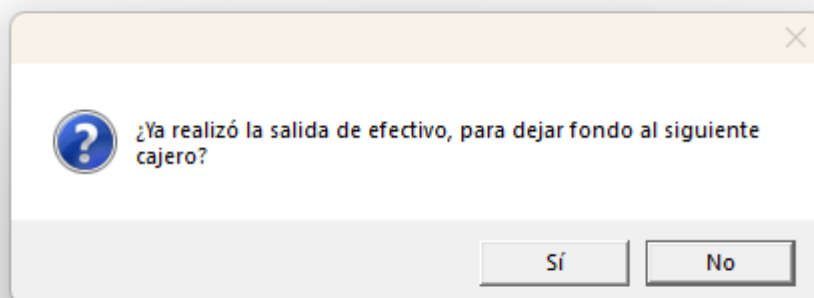 ¿Ya realizó la salida de efectivo, para dejar fondo al siguiente
cajero?
Sí
No